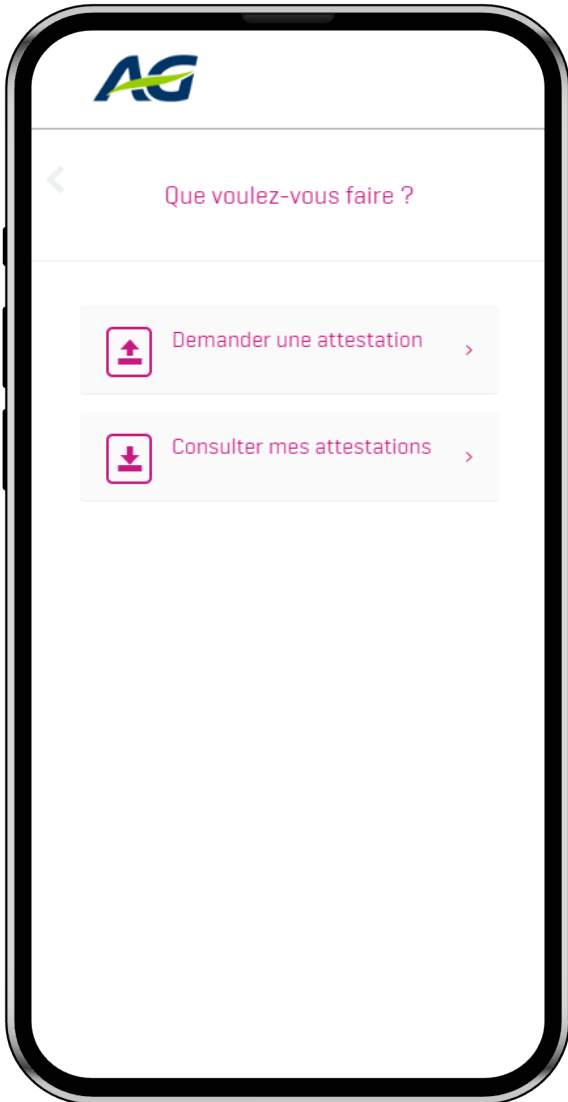 AG
Que voulez-vous faire ?
Demander une attestation
Consulter mes attestations